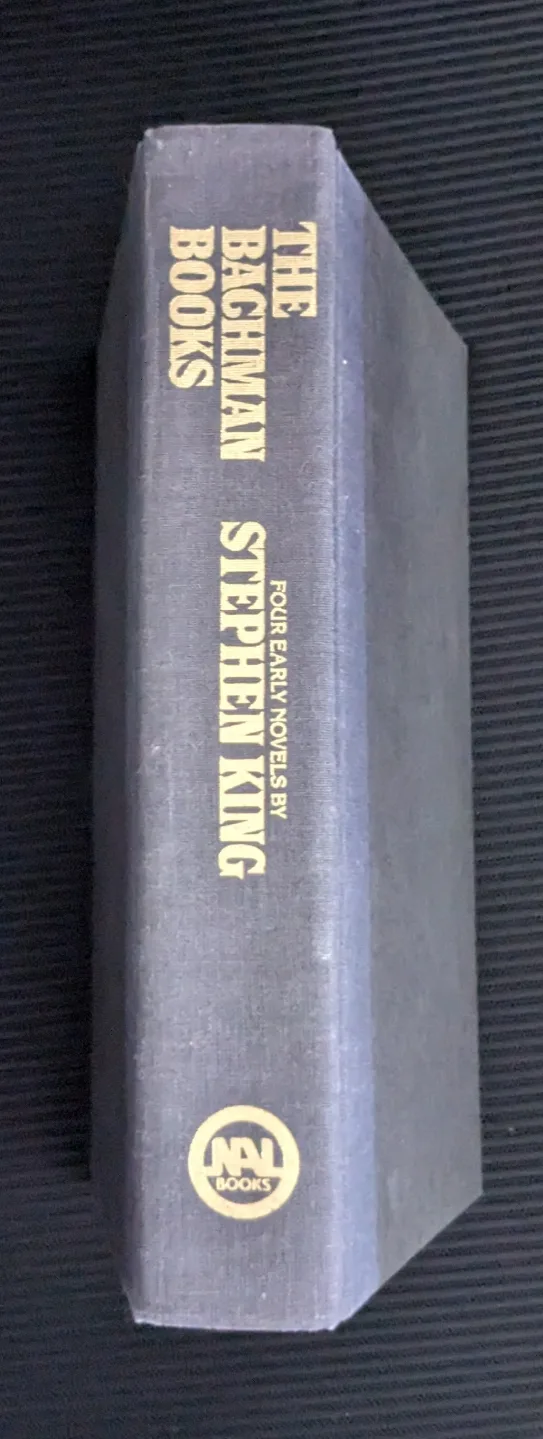 THE
BACHMAN
BOOKS
FOUR EARLY NOVELS BY
STEPHEN KING
NAL
BOOKS